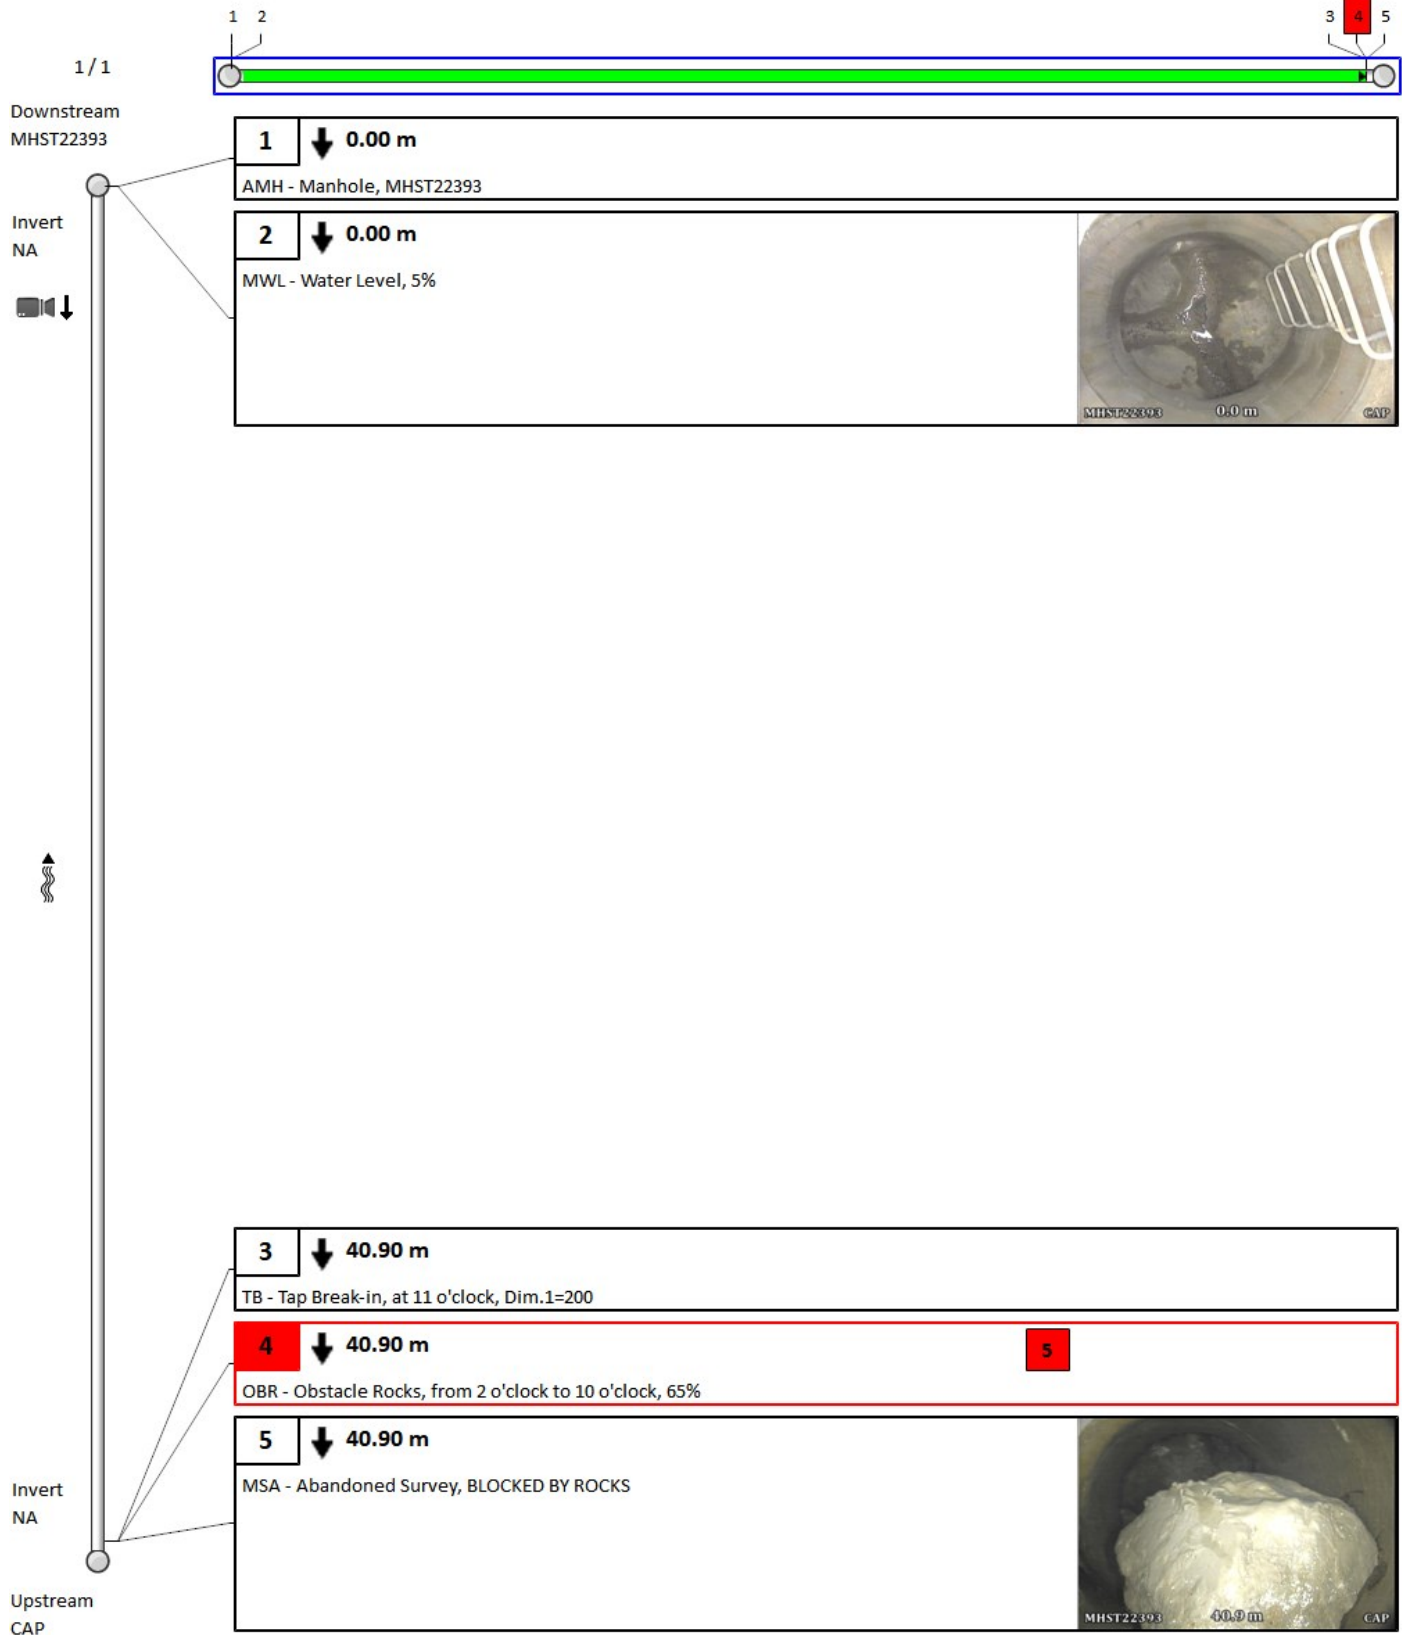 1 2 3 4 5
1 / 1
Downstream
MHST22393
1 0.00 m
AMH - Manhole, MHST22393
Invert
NA
2 0.00 m
MWL - Water Level, 5%
MHST22393 0.0 m CAP
3 40.90 m
TB - Tap Break-in, at 11 o'clock, Dim.1=200
4 40.90 m 5
OBR - Obstacle Rocks, from 2 o'clock to 10 o'clock, 65%
5 40.90 m
MSA - Abandoned Survey, BLOCKED BY ROCKS
Invert
NA
MHST22393 40.9 m CAP
Upstream
CAP